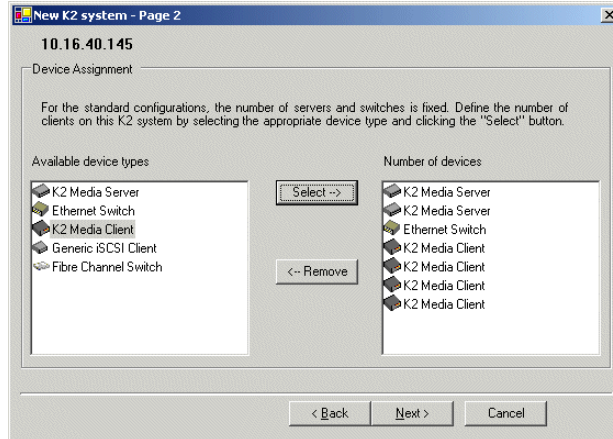 New K2 system - Page 2
10.16.40.145
Device Assignment
For the standard configurations, the number of servers and switches is fixed. Define the number of
clients on this K2 system by selecting the appropriate device type and clicking the "Select" button.
Available device types
Number of devices
K2 Media Server
Ethernet Switch
K2 Media Client
Generic iSCSI Client
Fibre Channel Switch
Select -->
<-- Remove
K2 Media Server
K2 Media Server
Ethernet Switch
K2 Media Client
K2 Media Client
K2 Media Client
K2 Media Client
< Back
Next >
Cancel